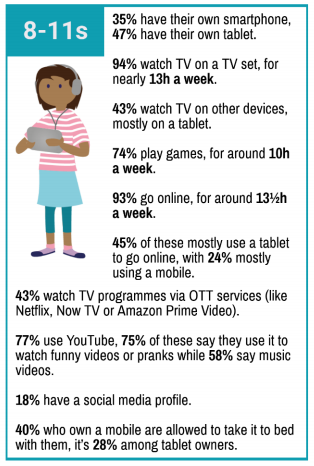 8-11s
35% have their own smartphone,
47% have their own tablet.
94% watch TV on a TV set, for
nearly 13h a week.
43% watch TV on other devices,
mostly on a tablet.
74% play games, for around 10h
a week.
93% go online, for around 13½h
a week.
45% of these mostly use a tablet
to go online, with 24% mostly
using a mobile.
43% watch TV programmes via OTT services (like
Netflix, Now TV or Amazon Prime Video).
77% use YouTube, 75% of these say they use it to
watch funny videos or pranks while 58% say music
videos.
18% have a social media profile.
40% who own a mobile are allowed to take it to bed
with them, it's 28% among tablet owners.